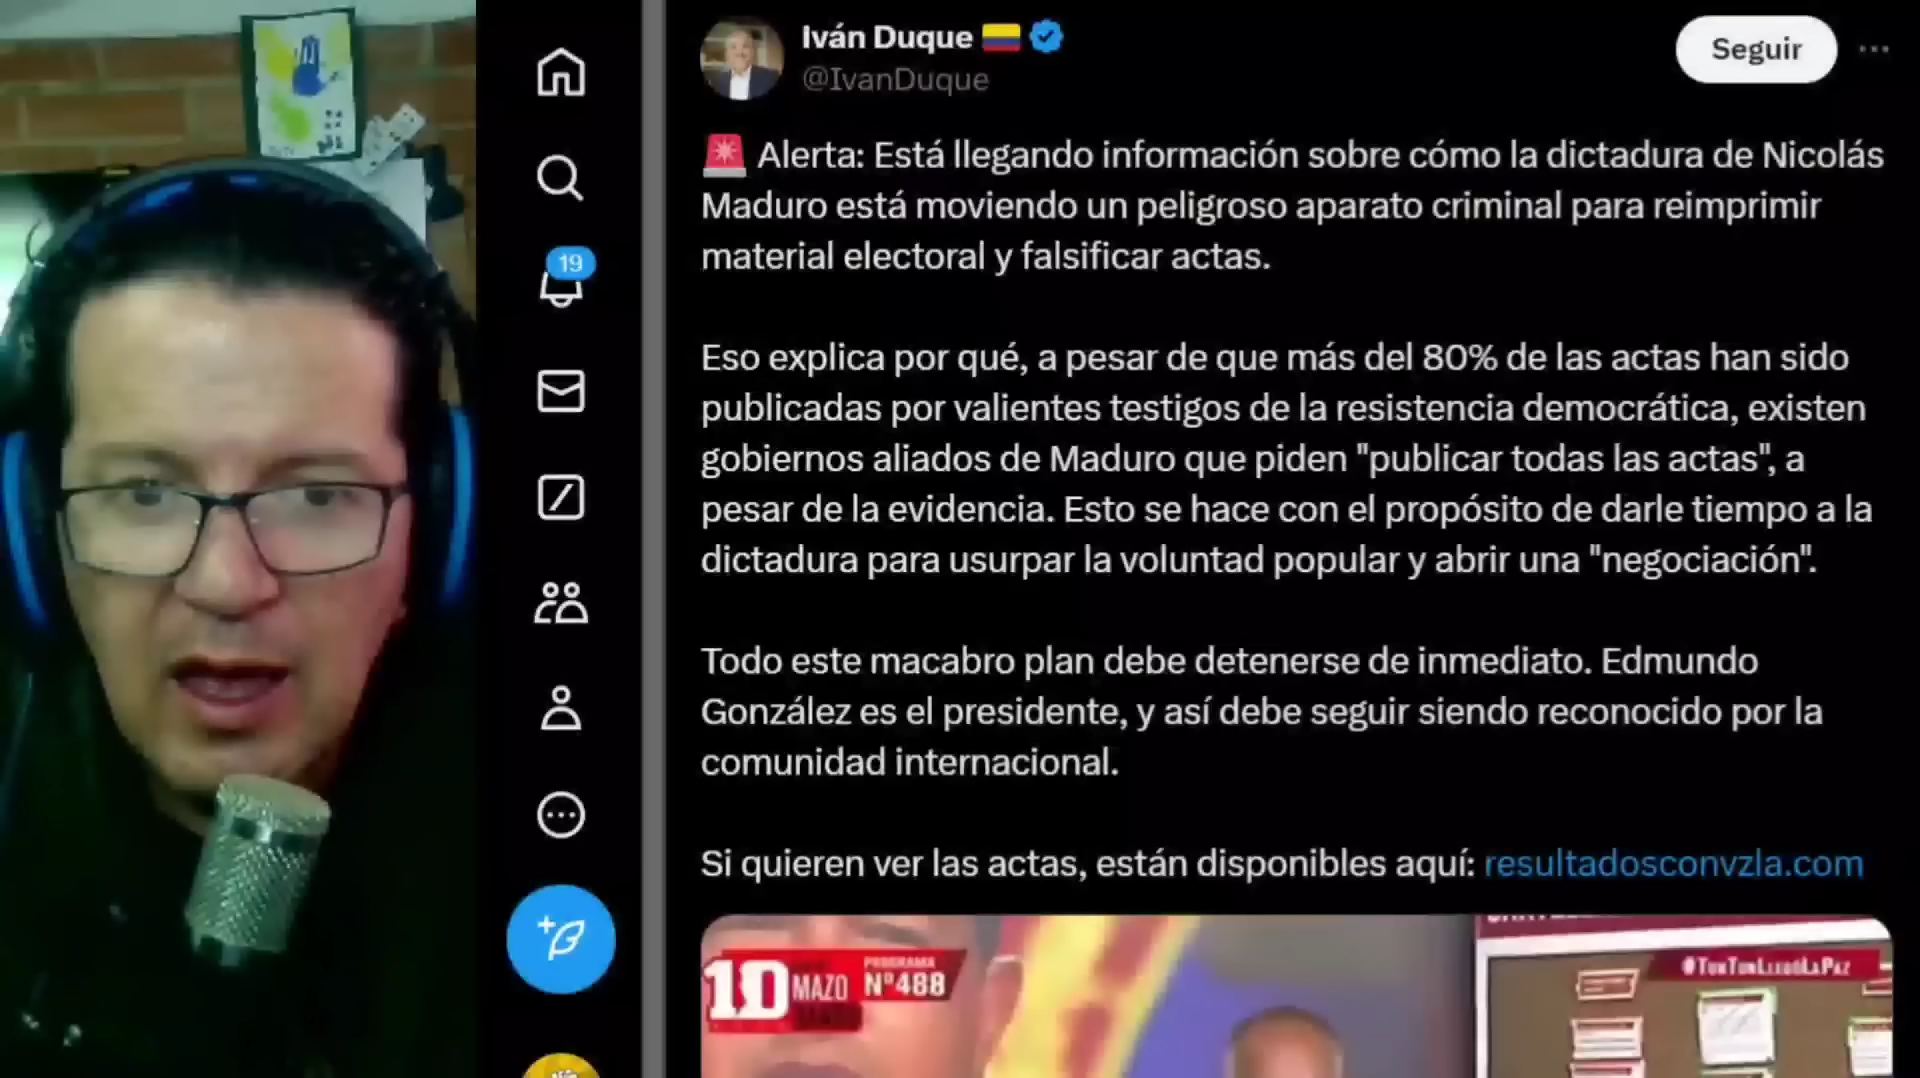 Iván Duque
@IvanDuque
Seguir
19
Alerta: Está llegando información sobre cómo la dictadura de Nicolás
Maduro está moviendo un peligroso aparato criminal para reimprimir
material electoral y falsificar actas.
Eso explica por qué, a pesar de que más del 80% de las actas han sido
publicadas por valientes testigos de la resistencia democrática, existen
gobiernos aliados de Maduro que piden "publicar todas las actas", a
pesar de la evidencia. Esto se hace con el propósito de darle tiempo a la
dictadura para usurpar la voluntad popular y abrir una "negociación".
Todo este macabro plan debe detenerse de inmediato. Edmundo
González es el presidente, y así debe seguir siendo reconocido por la
comunidad internacional.
Si quieren ver las actas, están disponibles aquí: resultadosconvzla.com
MAZO
PROGRAMA
Nº488
#TunTunLlegóLaPaz